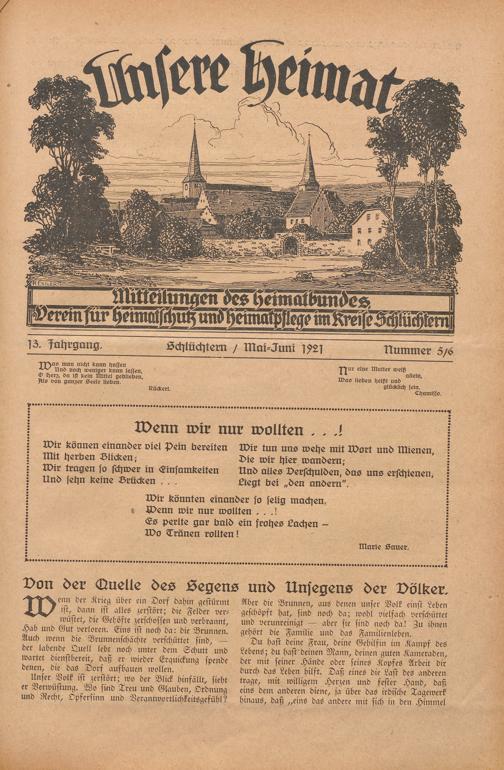 Unsere Heimat
Mitteilungen des Heimatbundes
Verein für Heimatschutz und Heimatpflege im Kreise Schlüchtern
13. Jahrgang. Schlüchtern / Mai-Juni 1921 Nummer 5/6
Was man nicht kann hassen
Und noch weniger kann lassen,
O Herz, da ist kein Mittel geblieben,
Als von ganzer Seele lieben.
Rückert.
Nur eine Mutter weiß
allein,
Was lieben heißt und
glücklich sein.
Chamisso.
Wenn wir nur wollten . . .!
Wir können einander viel Pein bereiten
Mit herben Blicken;
Wir tragen so schwer in Einsamkeiten
Und sehn keine Brücken . . .
Wir tun uns wehe mit Wort und Mienen,
Die wir hier wandern;
Und alles Verschulden, das uns erschienen,
Liegt bei „den andern".
Wir könnten einander so selig machen,
Wenn wir nur wollten . . .!
Es perlte gar bald ein frohes Lachen –
Wo Tränen rollten!
Marie Sauer.
Von der Quelle des Segens und Unsegens der Völker.
Wenn der Krieg über ein Dorf dahin gestürmt
ist, dann ist alles zerstört; die Felder ver-
wüstet, die Gehöfte zerschossen und verbrannt,
Hab und Gut verloren. Eins ist noch da: die Brunnen.
Auch wenn die Brunnenschächte verschüttet sind, —
der labende Quell lebt noch unter dem Schutt und
wartet dienstbereit, daß er wieder Erquickung spende
denen, die das Dorf aufbauen wollen.
Unser Volk ist zerstört; wo der Blick hinfällt, sieht
er Verwüstung. Wo sind Treu und Glauben, Ordnung
und Recht, Opfersinn und Verantwortlichkeitsgefühl?
Aber die Brunnen, aus denen unser Volk einst Leben
geschöpft hat, sind noch da; wohl vielfach verschüttet
und verunreinigt — aber sie sind noch da! Zu ihnen
gehört die Familie und das Familienleben.
Du hast deine Frau, deine Gehilfin im Kampf des
Lebens; du hast deinen Mann, deinen guten Kameraden,
der mit seiner Hände oder seines Kopfes Arbeit dir
durch das Leben hilft. Daß eins die Last des anderen
trage, mit willigem Herzen und fester Hand, daß
eins dem anderen diene, ja über das irdische Tagewerk
hinaus, daß „eins das andere mit sich in den Himmel